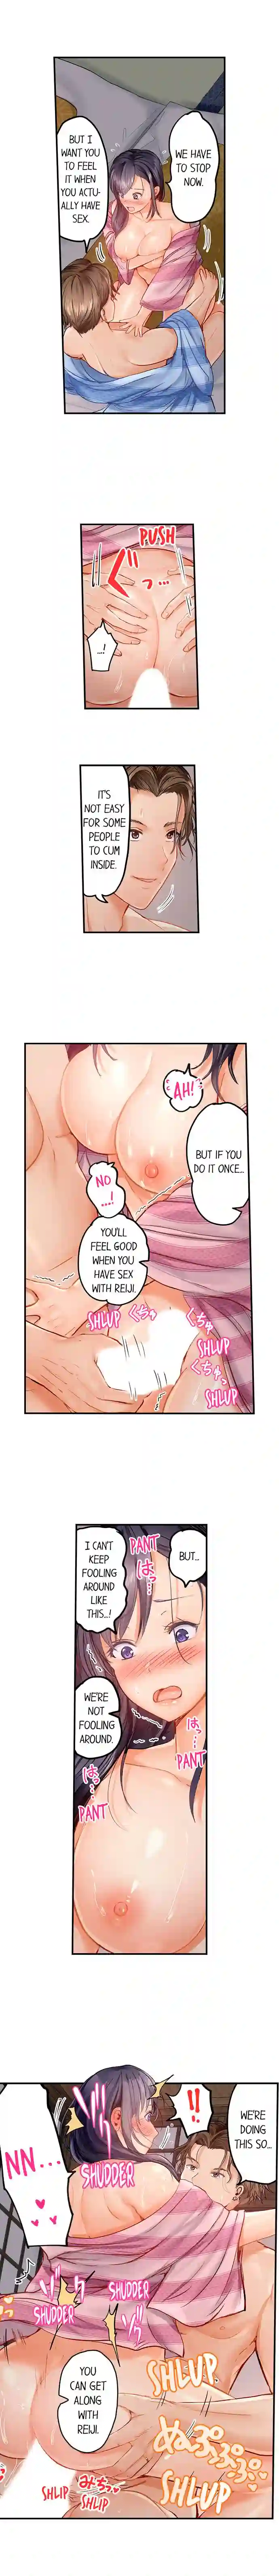 WE HAVE
TO STOP
NOW.
BUT I
WANT YOU
TO FEEL
IT WHEN
YOU ACTU-
ALLY HAVE
SEX.
PUSH
くっ…
...!
IT'S
NOT EASY
FOR SOME
PEOPLE
TO CUM
INSIDE.
AH!
BUT IF YOU
DO IT ONCE...
NO
...!
YOU'LL
FEEL GOOD
WHEN YOU
HAVE SEX
WITH REIJI.
SHLUP
くちゅ
くちゅ
SHLUP
くちゅ
SHLUP
BUT...
PANT
はっ…
I CAN'T
KEEP
FOOLING
AROUND
LIKE
THIS...!
WE'RE
NOT
FOOLING
AROUND.
はっ…
PANT
はっ…
PANT
!!
WE'RE
DOING
THIS SO...
NN...
SHUDDER
SHUDDER
SHUDDER
YOU
CAN GET
ALONG
WITH
REIJI.
SHLUP
ぬぷぷぷぷ
SHLUP
SHLIP
みちっ
SHLIP